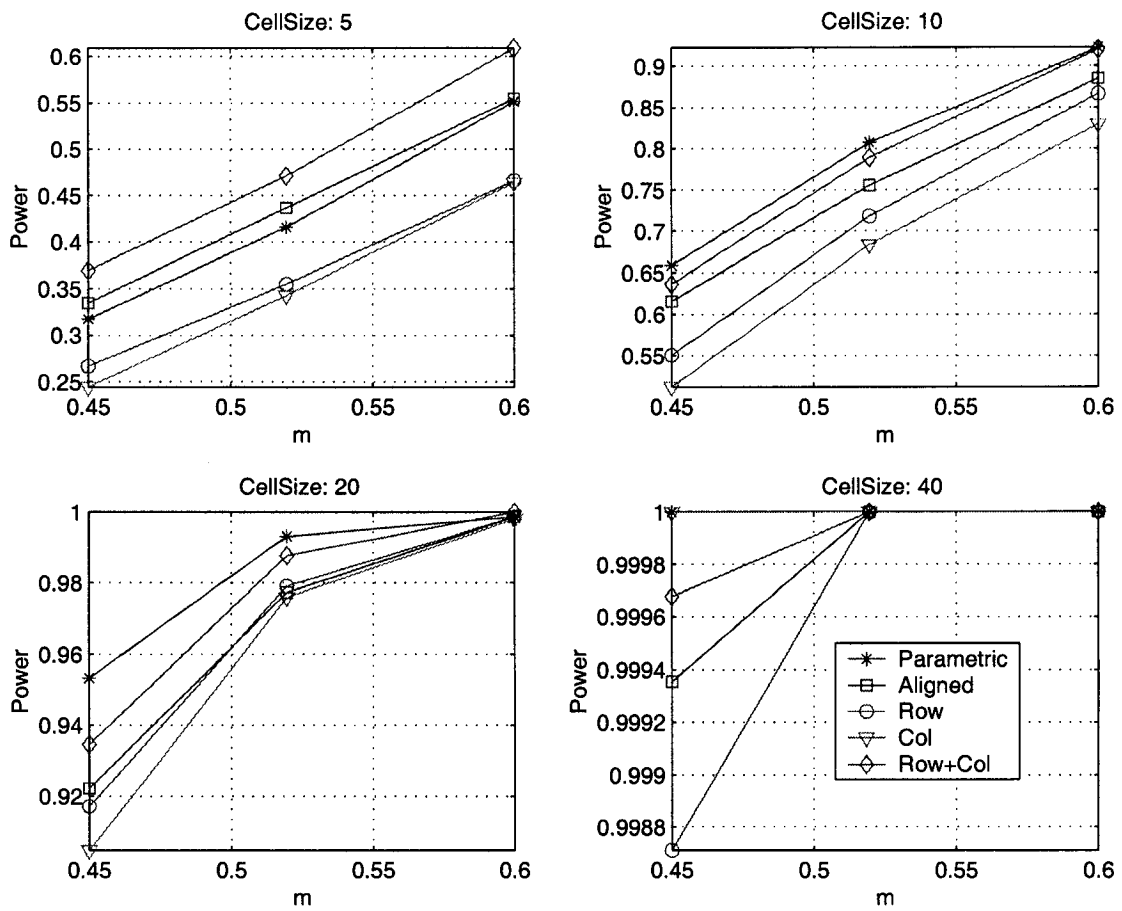 CellSize: 5
0.6
0.55
0.5
0.45
0.4
0.35
0.3
0.25
Power
0.45
0.5
0.55
0.6
m
CellSize: 10
0.9
0.85
0.8
0.75
0.7
0.65
0.6
0.55
Power
0.45
0.5
0.55
0.6
m
CellSize: 20
1
0.98
0.96
0.94
0.92
Power
0.45
0.5
0.55
0.6
m
CellSize: 40
1
0.9998
0.9996
0.9994
0.9992
0.999
0.9988
Power
0.45
0.5
0.55
0.6
m
Parametric
Aligned
Row
Col
Row+Col